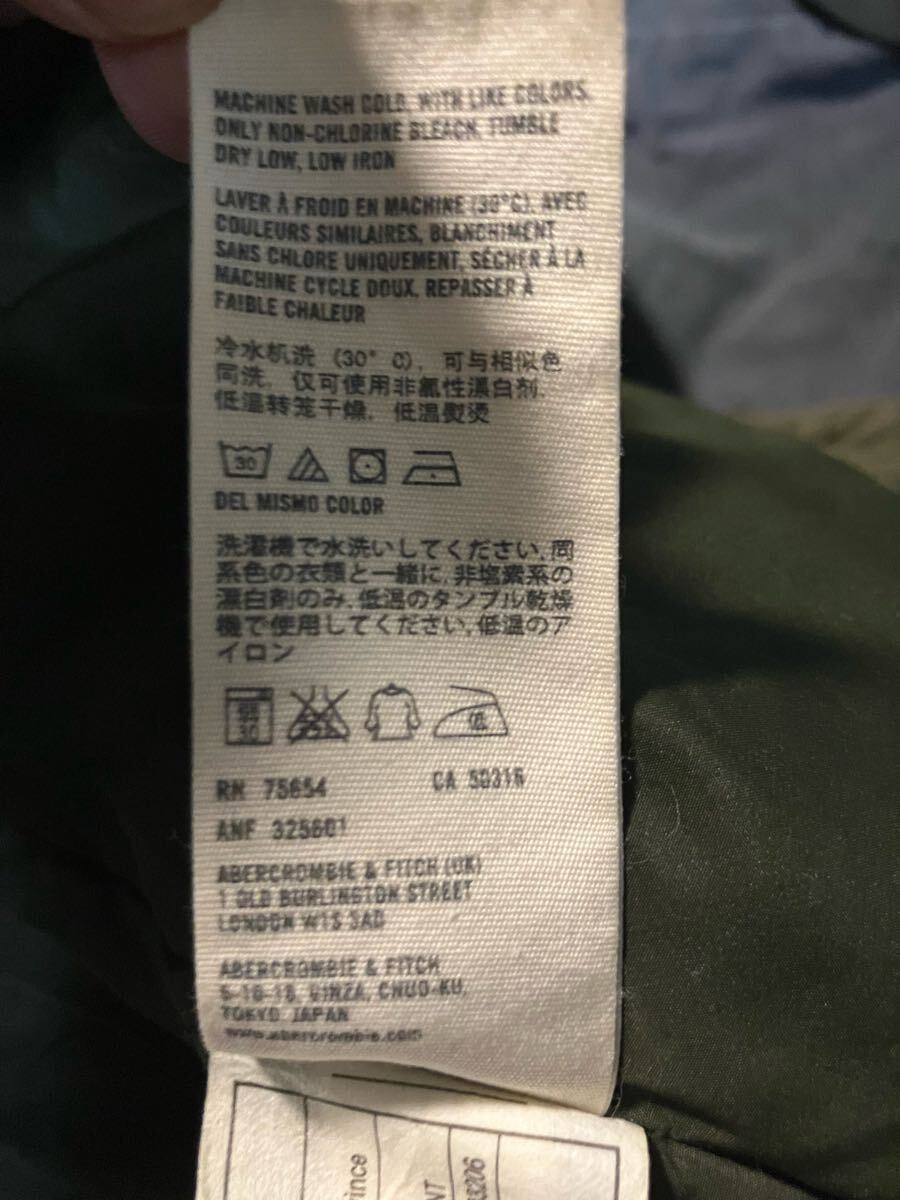 MACHINE WASH COLD, WITH LIKE COLORS,
ONLY NON-CHLORINE BLEACH, TUMBLE
DRY LOW, LOW IRON
LAVER À FROID EN MACHINE (30°C), AVEC
COULEURS SIMILAIRES, BLANCHIMENT
SANS CHLORE UNIQUEMENT, SÉCHER À LA
MACHINE CYCLE DOUX, REPASSER À
FAIBLE CHALEUR
冷水机洗 (30° C), 可与相似色
同洗, 仅可使用非氯性漂白剂,
低温转笼干燥, 低温熨烫
30
DEL MISMO COLOR
洗濯機で水洗いしてください,同
系色の衣類と一緒に,非塩素系の
漂白剤のみ,低温のタンブル乾燥
機で使用してください,低温のア
イロン
30 低
RN 75654 CA 50316
ANF 325601
ABERCROMBIE & FITCH (UK)
1 OLD BURLINGTON STREET
LONDON W1S 3AD
ABERCROMBIE & FITCH
GINZA, CHUO-KU,
TOKYO, JAPAN
www.abercrombie.com